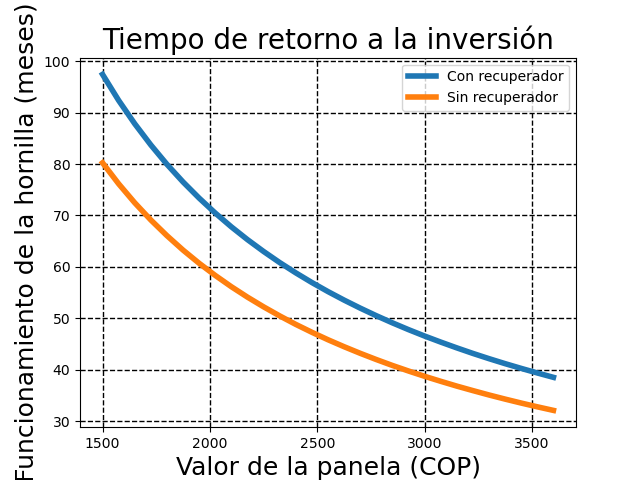 Tiempo de retorno a la inversión
Funcionamiento de la hornilla (meses)
100
90
80
70
60
50
40
30
Con recuperador
Sin recuperador
1500 2000 2500 3000 3500
Valor de la panela (COP)